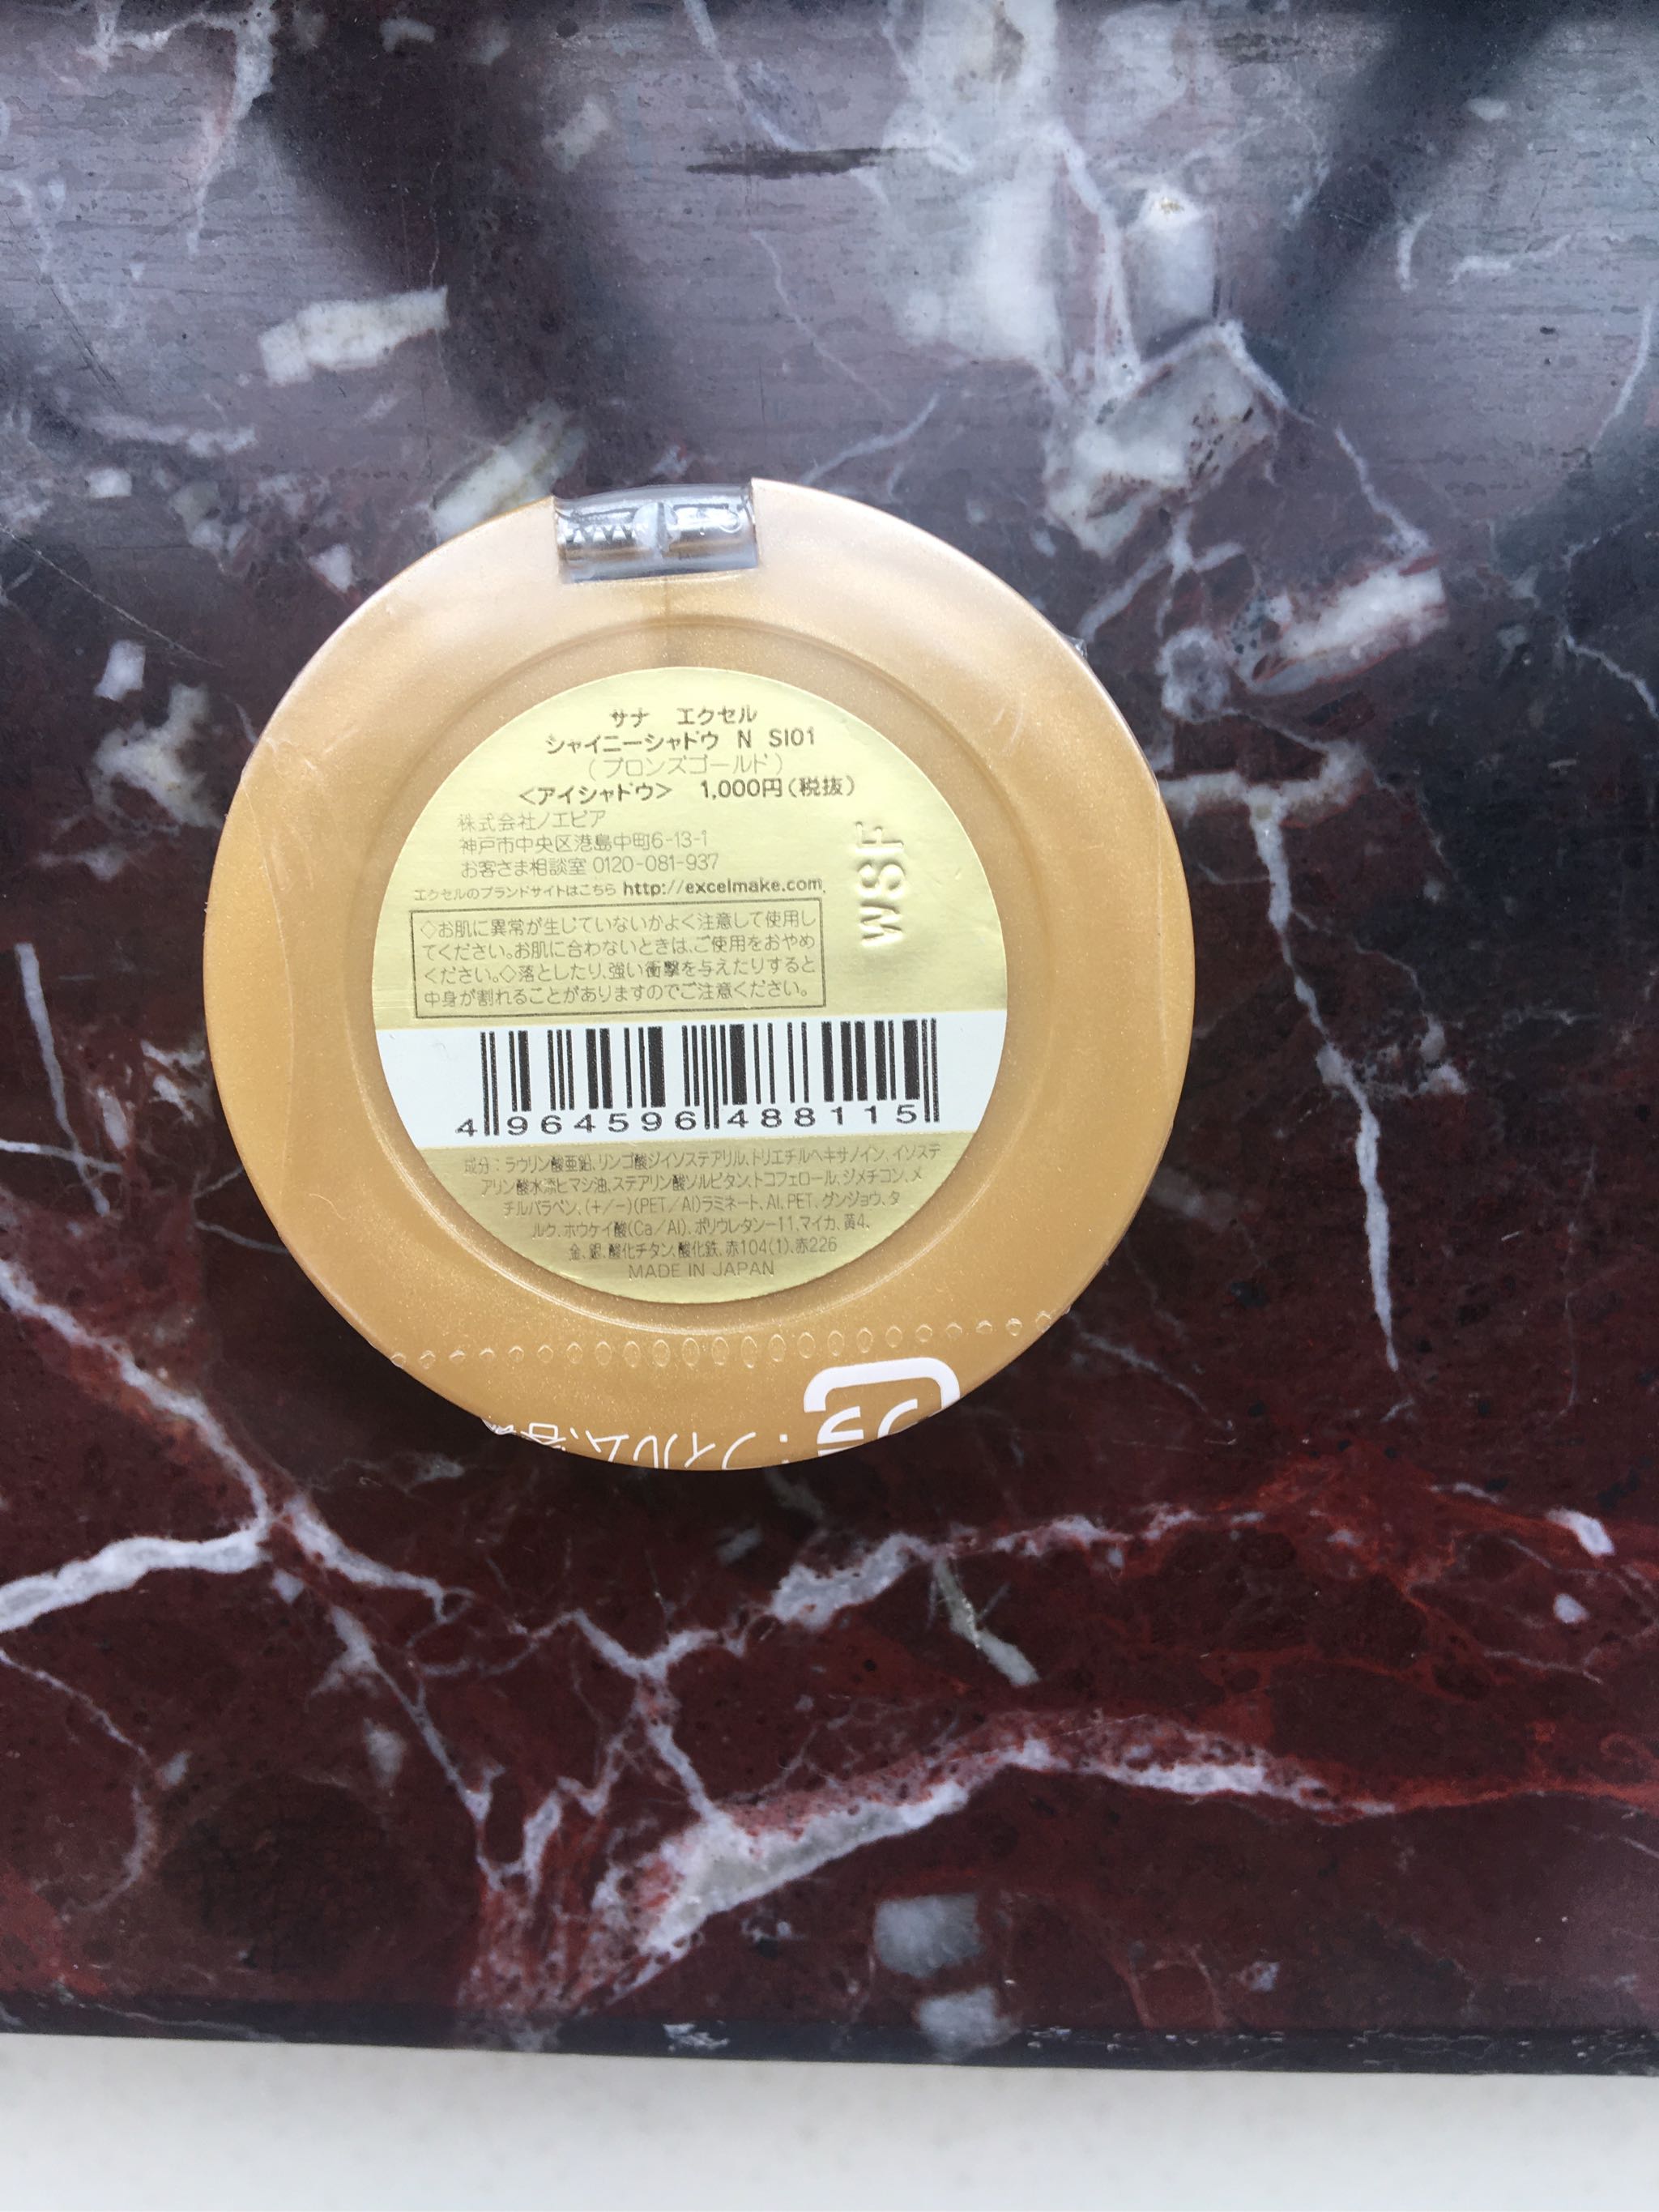 サナ エクセル
シャイニーシャドウ N SI01
（ブロンズゴールド）
＜アイシャドウ＞ 1,000円（税抜）
株式会社ノエビア
神戸市中央区港島中町6-13-1
お客さま相談室 0120-081-937
エクセルのブランドサイトはこちら http://excelmake.com
◇お肌に異常が生じていないかよく注意して使用し
てください。お肌に合わないときは、ご使用をおやめ
ください。◇落としたり、強い衝撃を与えたりすると
中身が割れることがありますのでご注意ください。
WSF
4964596488115
成分：ラウリン酸亜鉛、リンゴ酸ジイソステアリル、トリエチルヘキサノイン、イソステ
アリン酸水添ヒマシ油、ステアリン酸ソルビタン、トコフェロール、ジメチコン、メ
チルパラベン、(+/−)(PET/Al)ラミネート、Al、PET、グンジョウ、タ
ルク、ホウケイ酸(Ca/Al)、ポリウレタン−11、マイカ、黄4、
金、銀、酸化チタン、酸化鉄、赤104(1)、赤226
MADE IN JAPAN
プラ：フィルム、